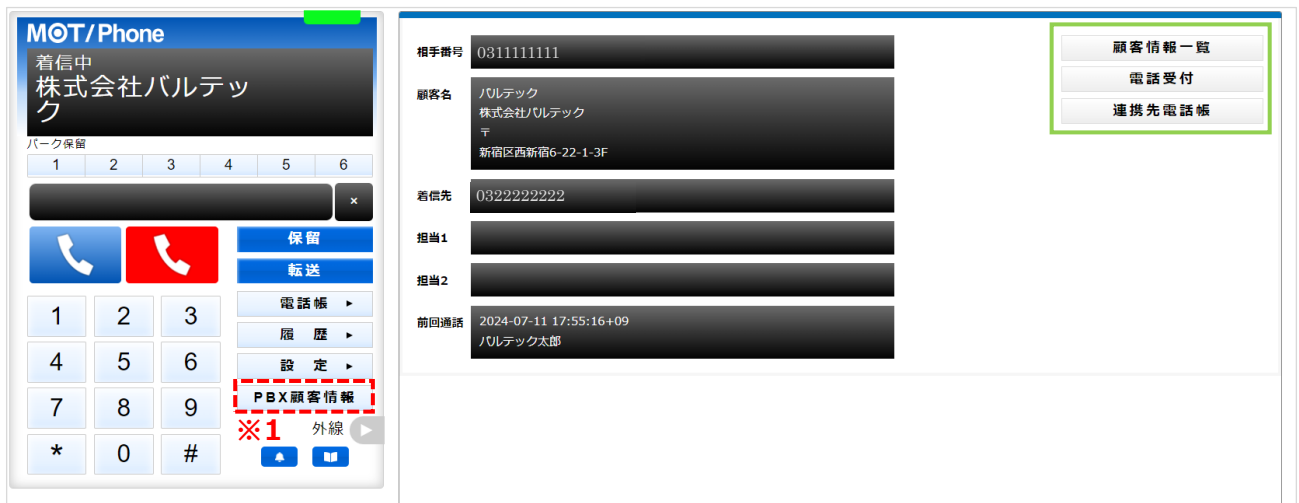 MOT/Phone
着信中
株式会社バルテッ
ク
パーク保留
1 2 3 4 5 6
×
保留
転送
電話帳 ▸
履 歴 ▸
設 定 ▸
PBX顧客情報
※1 外線
1 2 3
4 5 6
7 8 9
* 0 #
相手番号 0311111111
顧客名 バルテック
株式会社バルテック
〒
新宿区西新宿6-22-1-3F
着信先 0322222222
担当1
担当2
前回通話 2024-07-11 17:55:16+09
バルテック太郎
顧客情報一覧
電話受付
連携先電話帳